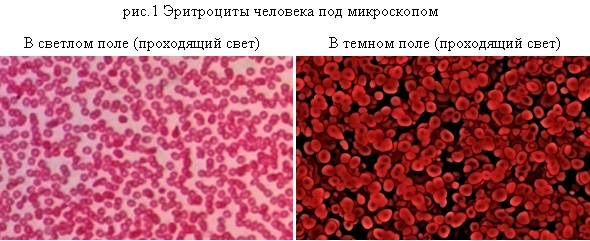 рис.1 Эритроциты человека под микроскопом
В светлом поле (проходящий свет) В темном поле (проходящий свет)